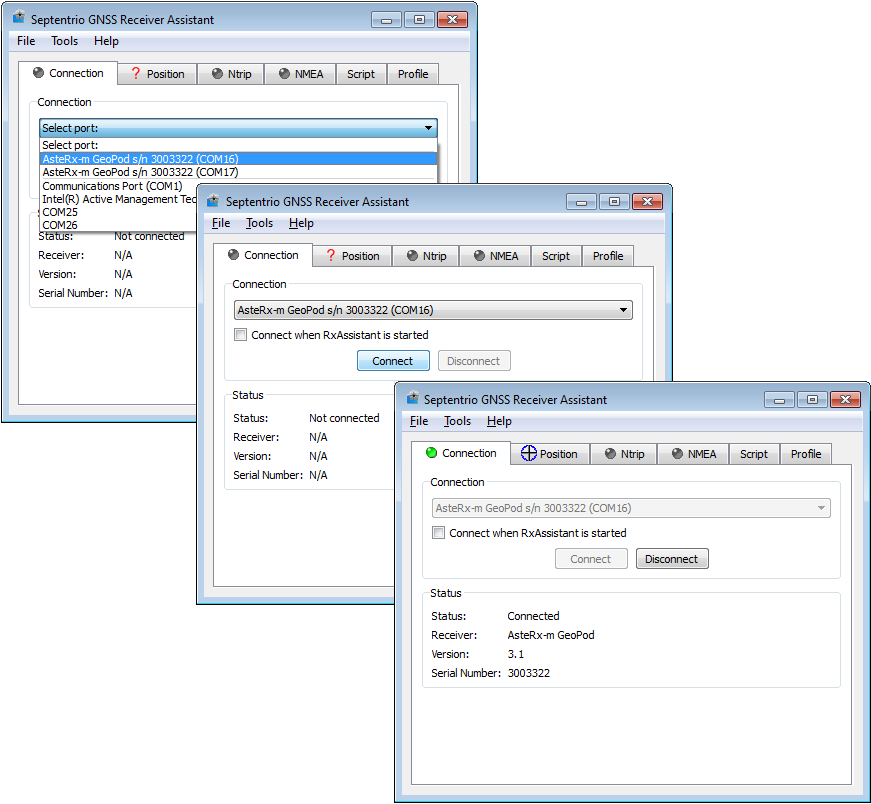 Septentrio GNSS Receiver Assistant
File Tools Help
Connection ? Position Ntrip NMEA Script Profile
Connection
Select port:
Select port:
AsteRx-m GeoPod s/n 3003322 (COM16)
AsteRx-m GeoPod s/n 3003322 (COM17)
Communications Port (COM1)
Intel(R) Active Management Tec
COM25
COM26
Status: Not connected
Receiver: N/A
Version: N/A
Serial Number: N/A
Septentrio GNSS Receiver Assistant
File Tools Help
Connection ? Position Ntrip NMEA Script Profile
Connection
AsteRx-m GeoPod s/n 3003322 (COM16)
Connect when RxAssistant is started
Connect Disconnect
Status
Status: Not connected
Receiver: N/A
Version: N/A
Serial Number: N/A
Septentrio GNSS Receiver Assistant
File Tools Help
Connection Position Ntrip NMEA Script Profile
Connection
AsteRx-m GeoPod s/n 3003322 (COM16)
Connect when RxAssistant is started
Connect Disconnect
Status
Status: Connected
Receiver: AsteRx-m GeoPod
Version: 3.1
Serial Number: 3003322